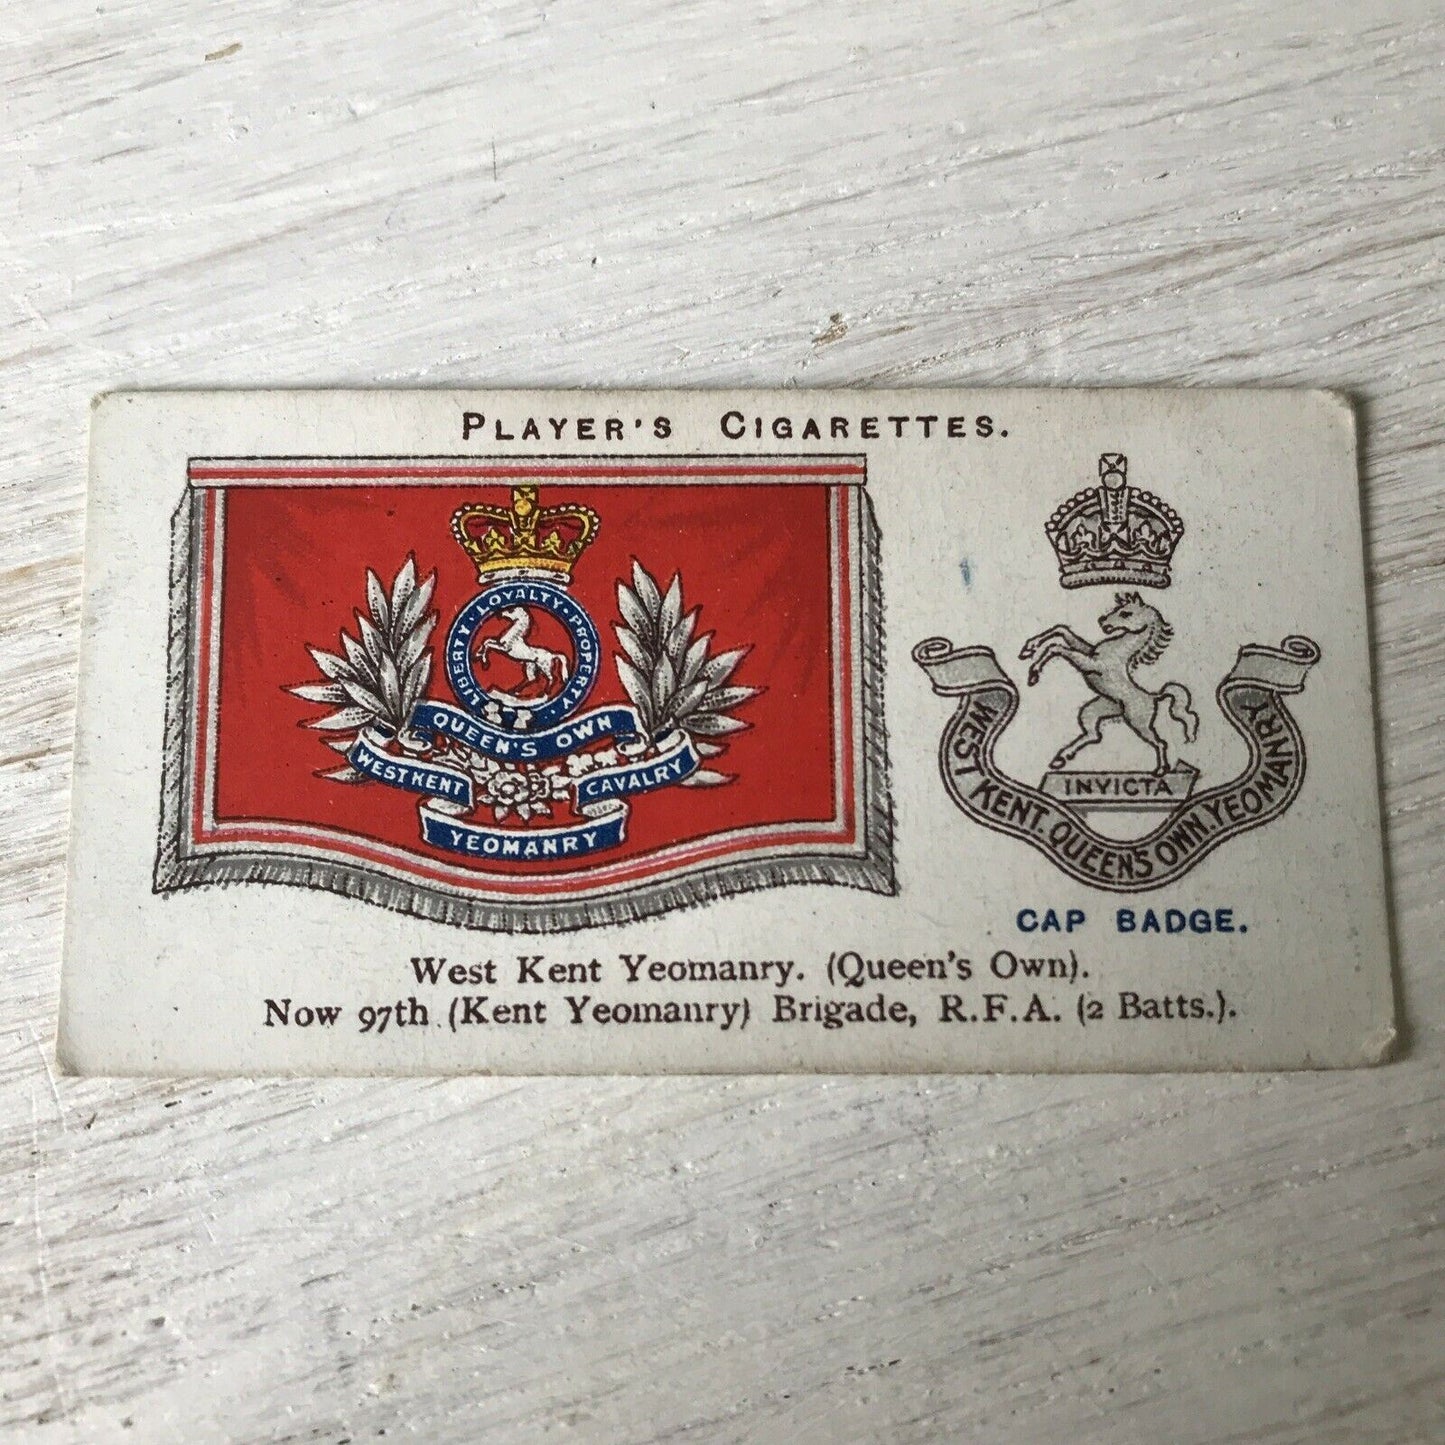 PLAYER'S CIGARETTES.
LIBERTY · LOYALTY · PROPERTY
QUEEN'S OWN
WEST KENT CAVALRY
YEOMANRY
INVICTA
WEST KENT. QUEEN'S OWN. YEOMANRY
CAP BADGE.
West Kent Yeomanry. (Queen's Own).
Now 97th (Kent Yeomanry) Brigade, R.F.A. (2 Batts.).